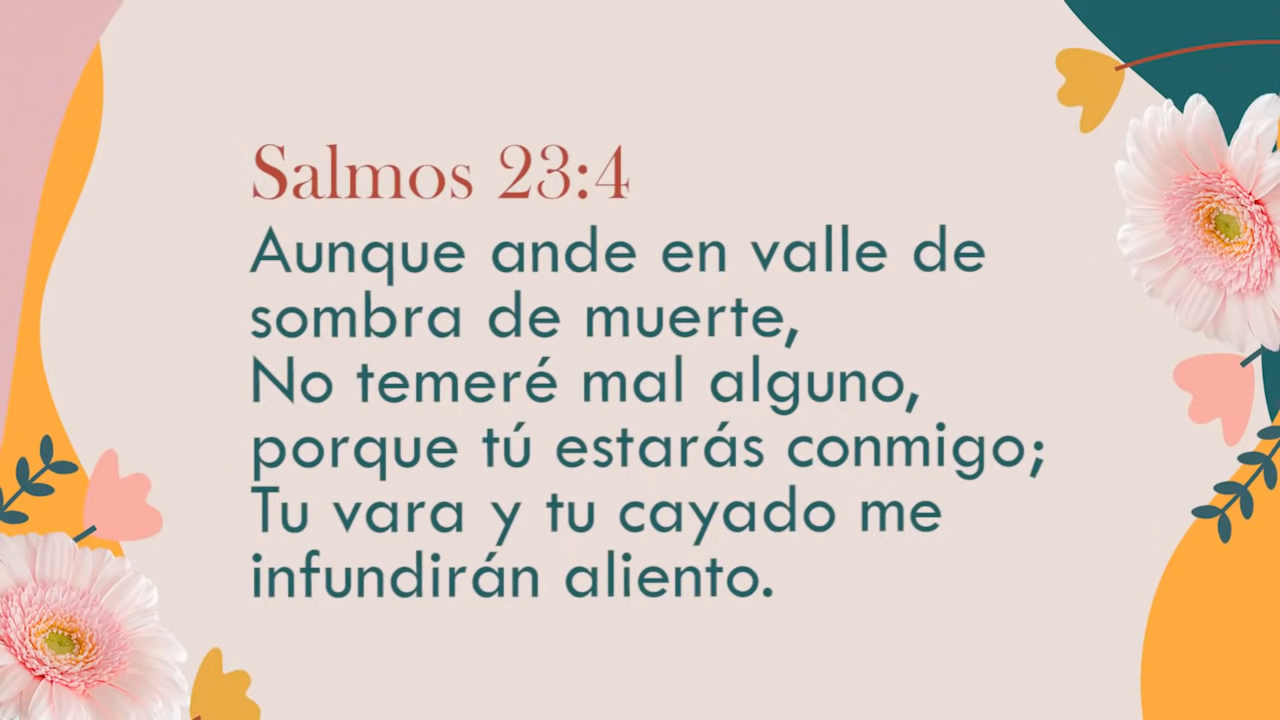 Salmos 23:4
Aunque ande en valle de
sombra de muerte,
No temeré mal alguno,
porque tú estarás conmigo;
Tu vara y tu cayado me
infundirán aliento.